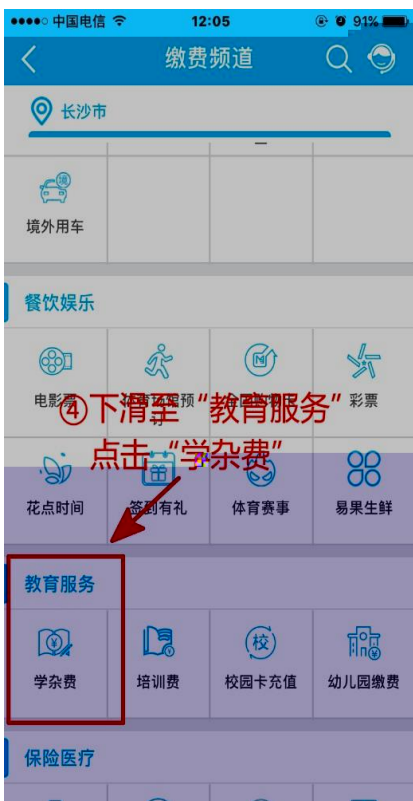 中国电信 12:05 91%
缴费频道
长沙市
境外用车
餐饮娱乐
电影票 彩票
④下滑至“教育服务”
点击“学杂费”
花点时间 签到有礼 体育赛事 易果生鲜
教育服务
学杂费 培训费 校园卡充值 幼儿园缴费
保险医疗